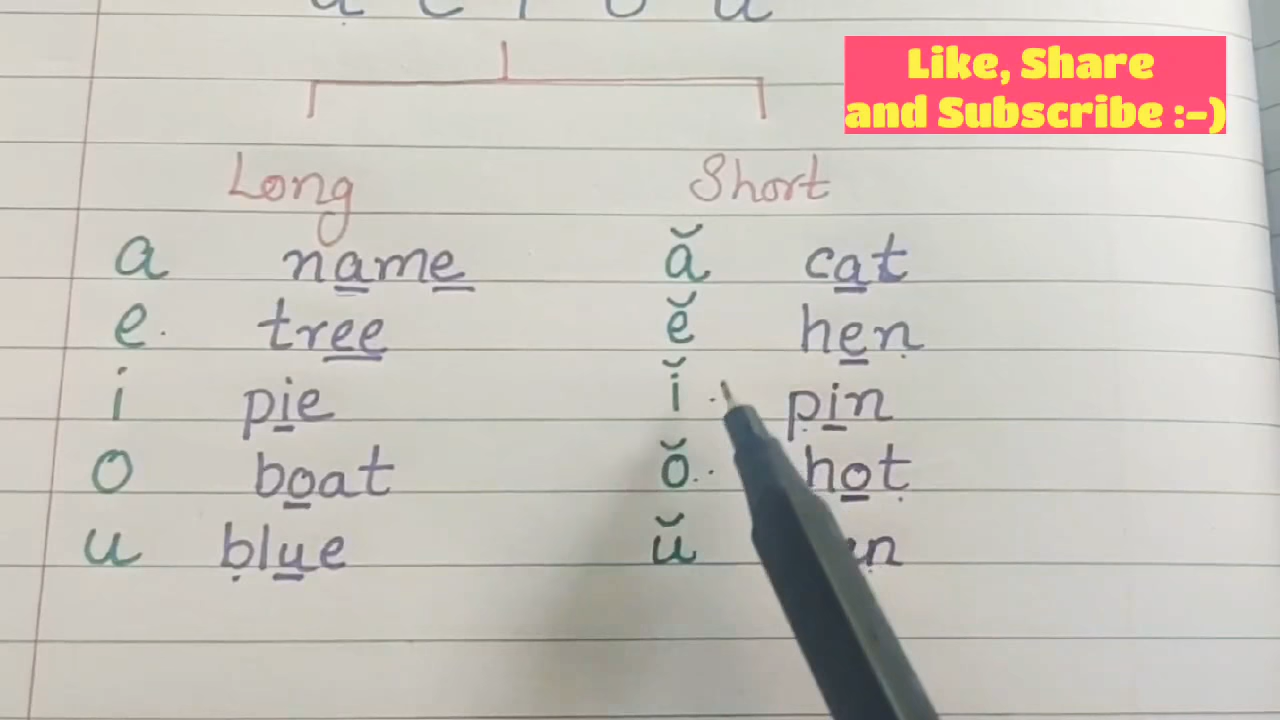 a e i o u
Like, Share
and Subscribe :-)
Long Short
a name ă cat
e. tree ĕ hen
i pie ĭ pin
o boat ŏ hot
u blue ŭ